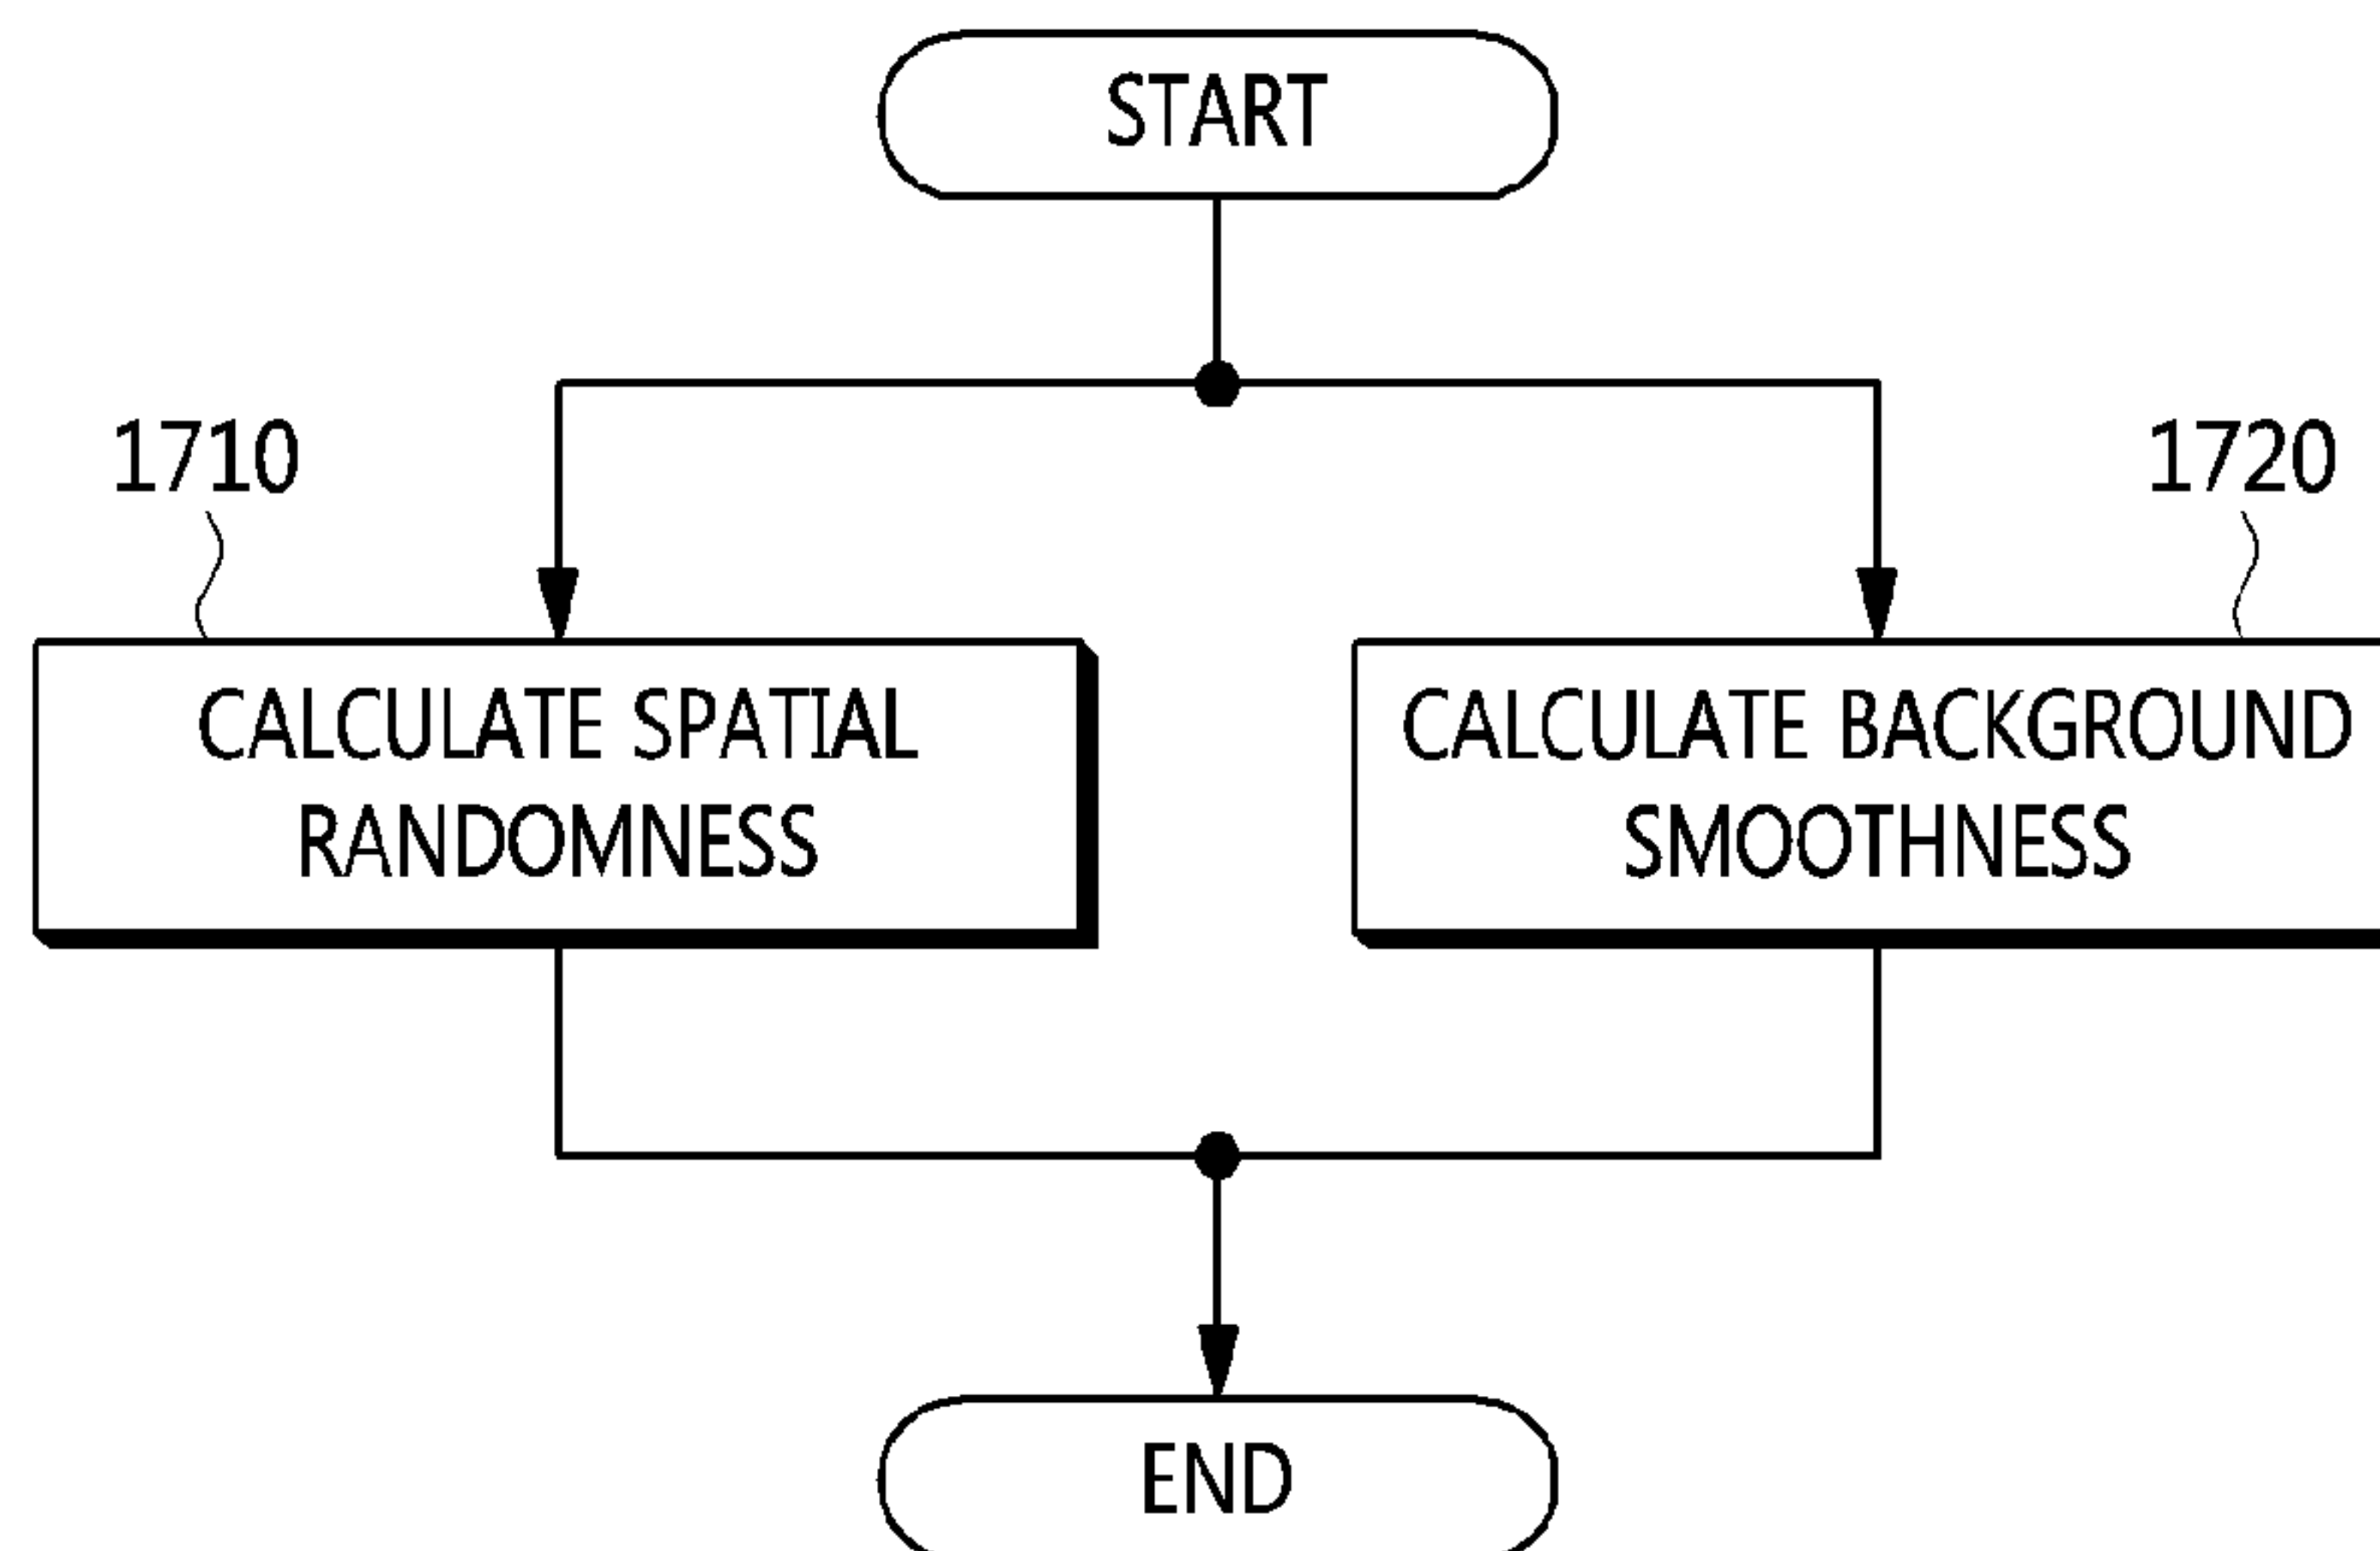 START
1710
1720
CALCULATE SPATIAL
RANDOMNESS
CALCULATE BACKGROUND
SMOOTHNESS
END